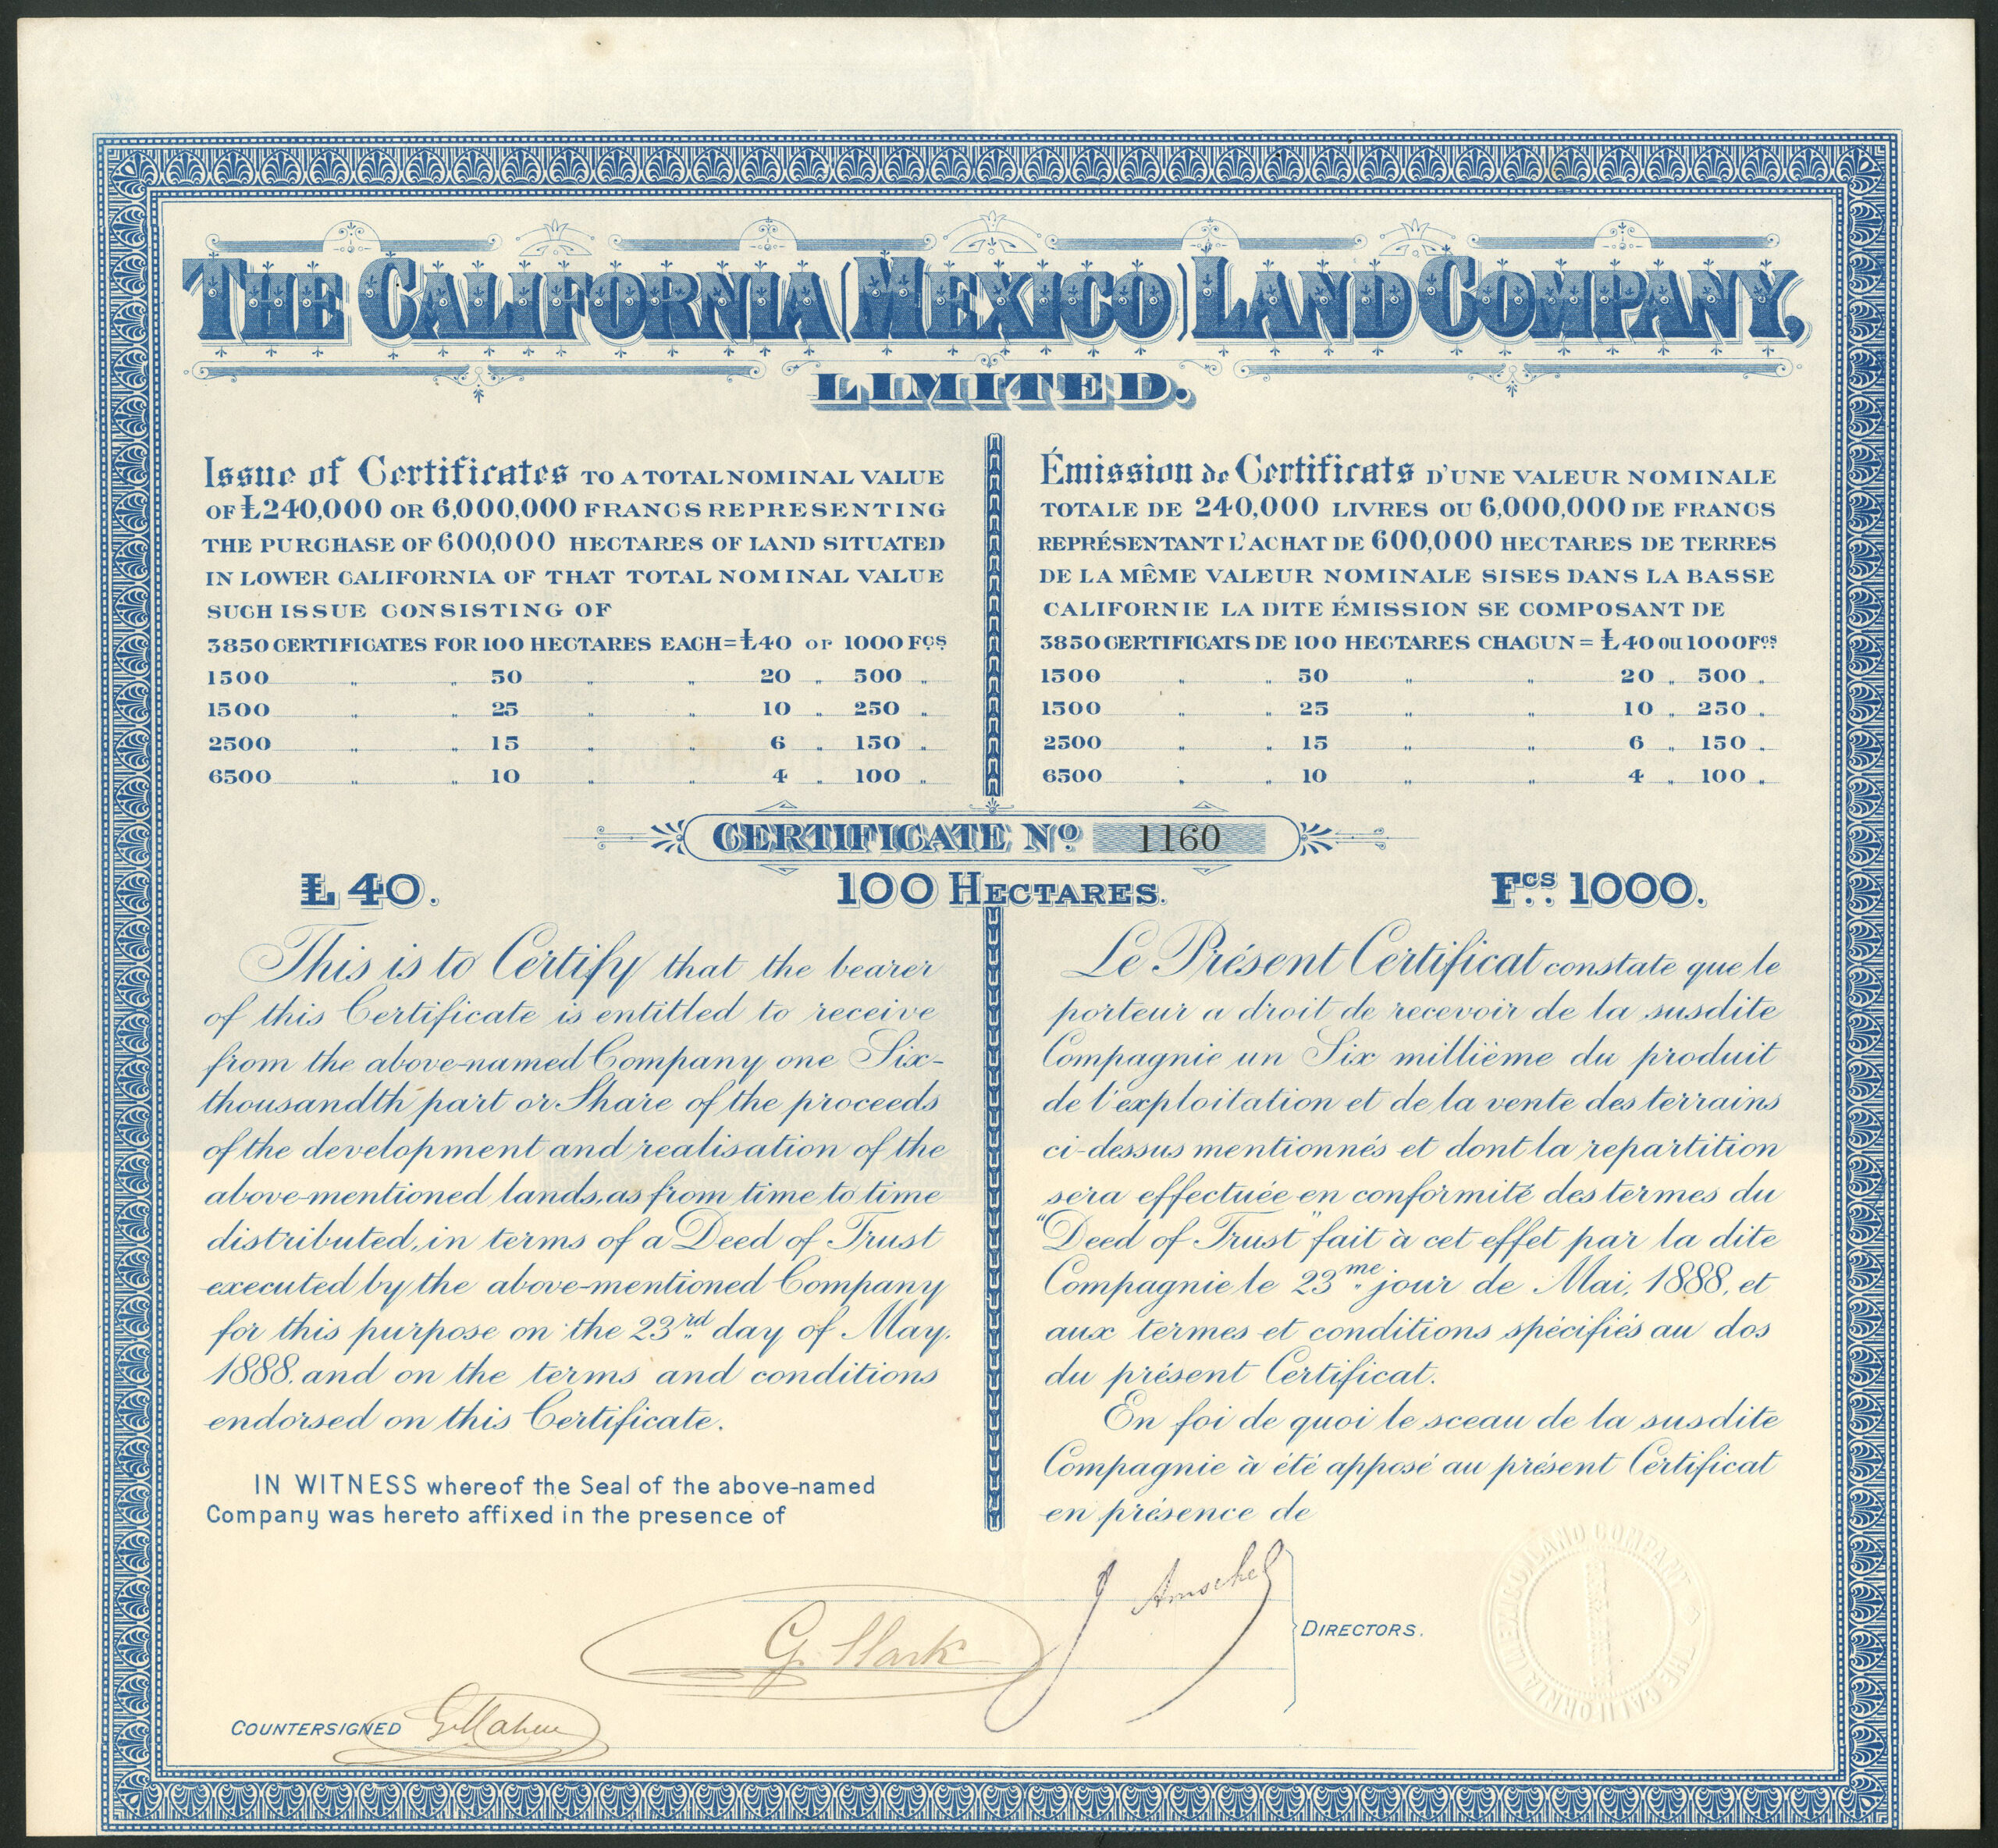 THE CALIFORNIA (MEXICO) LAND COMPANY,
LIMITED.
Issue of Certificates TO A TOTAL NOMINAL VALUE
OF £240,000 OR 6,000,000 FRANCS REPRESENTING
THE PURCHASE OF 600,000 HECTARES OF LAND SITUATED
IN LOWER CALIFORNIA OF THAT TOTAL NOMINAL VALUE
SUCH ISSUE CONSISTING OF
3850 CERTIFICATES FOR 100 HECTARES EACH = £40 or 1000 FCS
1500 " " 50 " " 20 " 500 "
1500 " " 25 " " 10 " 250 "
2500 " " 15 " " 6 " 150 "
6500 " " 10 " " 4 " 100 "
Émission de Certificats D'UNE VALEUR NOMINALE
TOTALE DE 240,000 LIVRES OU 6,000,000 DE FRANCS
REPRÉSENTANT L'ACHAT DE 600,000 HECTARES DE TERRES
DE LA MÊME VALEUR NOMINALE SISES DANS LA BASSE
CALIFORNIE LA DITE ÉMISSION SE COMPOSANT DE
3850 CERTIFICATS DE 100 HECTARES CHACUN = £40 OU 1000 Fcs
1500 " " 50 " " 20 " 500 "
1500 " " 25 " " 10 " 250 "
2500 " " 15 " " 6 " 150 "
6500 " " 10 " " 4 " 100 "
CERTIFICATE No. 1160
£ 40.
100 HECTARES.
FCS. 1000.
This is to Certify that the bearer
of this Certificate is entitled to receive
from the above-named Company one Six-
thousandth part or Share of the proceeds
of the development and realisation of the
above-mentioned lands, as from time to time
distributed, in terms of a Deed of Trust
executed by the above-mentioned Company
for this purpose on the 23rd day of May,
1888, and on the terms and conditions
endorsed on this Certificate.
IN WITNESS whereof the Seal of the above-named
Company was hereto affixed in the presence of
Le Présent Certificat constate que le
porteur a droit de recevoir de la susdite
Compagnie un Six millième du produit
de l'exploitation et de la vente des terrains
ci-dessus mentionnés et dont la repartition
sera effectuée en conformité des termes du
"Deed of Trust" fait à cet effet par la dite
Compagnie le 23me jour de Mai, 1888, et
aux termes et conditions spécifiés au dos
du présent Certificat.
En foi de quoi le sceau de la susdite
Compagnie à été apposé au présent Certificat
en présence de
DIRECTORS.
COUNTERSIGNED
THE CALIFORNIA (MEXICO) LAND COMPANY